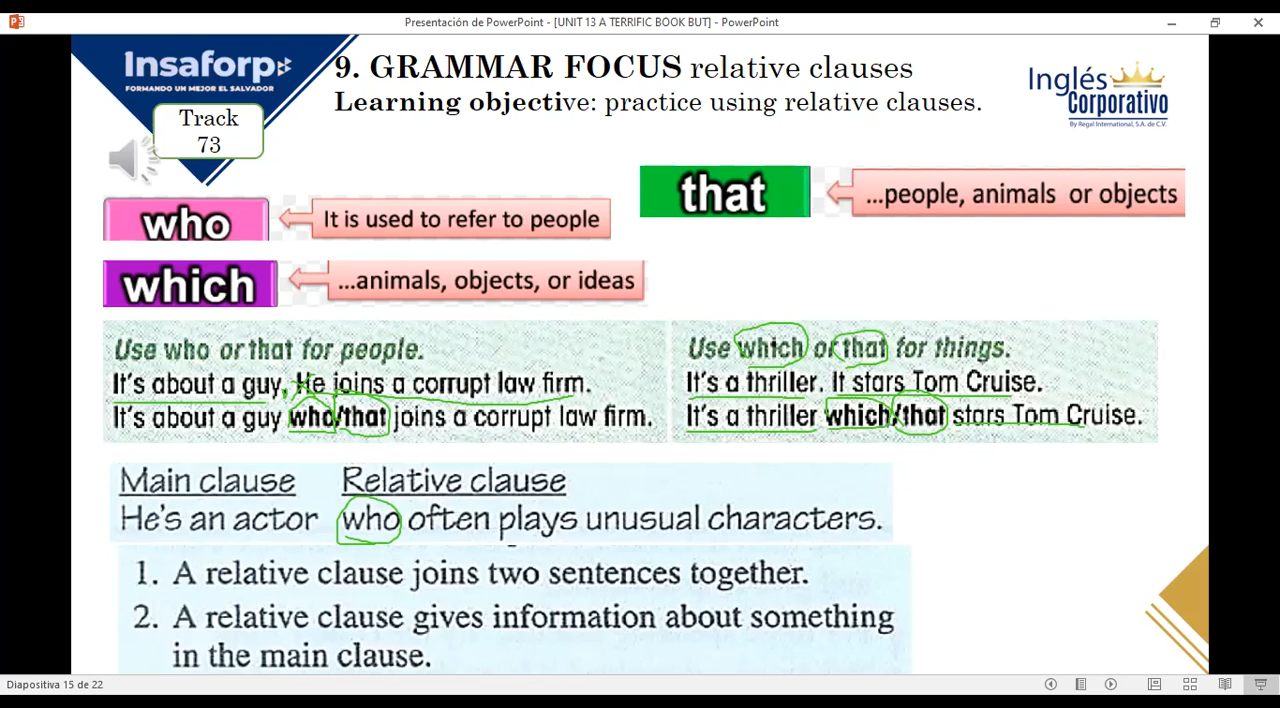 Presentación de PowerPoint - [UNIT 13 A TERRIFIC BOOK BUT] - PowerPoint
Insaforp
FORMANDO UN MEJOR EL SALVADOR
9. GRAMMAR FOCUS relative clauses
Learning objective: practice using relative clauses.
Inglés
Corporativo
By Regal International, S.A. de C.V.
Track
73
that
...people, animals or objects
who
It is used to refer to people
which
...animals, objects, or ideas
Use who or that for people.
It's about a guy, He joins a corrupt law firm.
It's about a guy who/that joins a corrupt law firm.
Use which or that for things.
It's a thriller. It stars Tom Cruise.
It's a thriller which/that stars Tom Cruise.
Main clause Relative clause
He's an actor who often plays unusual characters.
1. A relative clause joins two sentences together.
2. A relative clause gives information about something
in the main clause.
Diapositiva 15 de 22